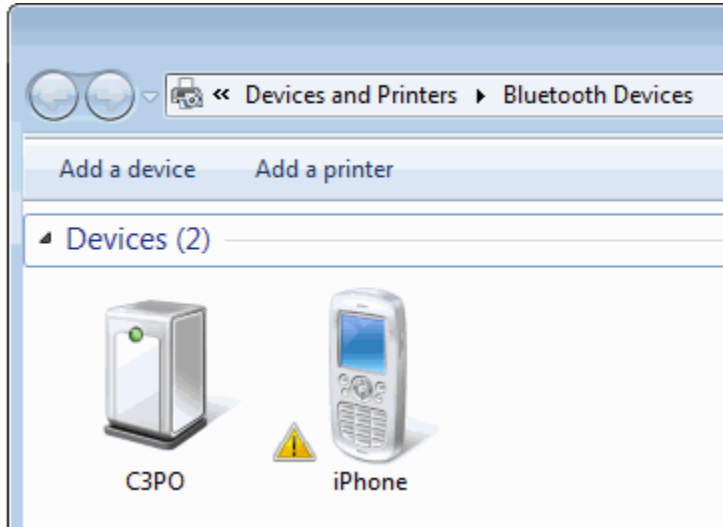 « Devices and Printers ▸ Bluetooth Devices
Add a device Add a printer
Devices (2)
C3PO iPhone